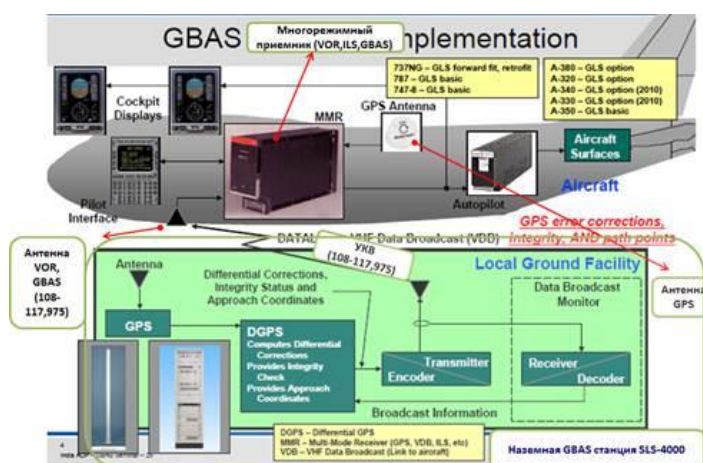 GBAS
mplementation
Многорежимный
приемник (VOR,ILS,GBAS)
737NG – GLS forward fit, retrofit
787 – GLS basic
747-8 – GLS basic
A-380 – GLS option
A-320 – GLS option
A-340 – GLS option (2010)
A-330 – GLS option (2010)
A-350 – GLS basic
Cockpit
Displays
MMR
GPS Antenna
Aircraft
Surfaces
Pilot
Interface
Autopilot
Aircraft
GPS error corrections,
integrity, AND path points
DATAL
VHF Data Broadcast (VDB)
УКВ
(108-117,975)
Антенна
VOR,
GBAS
(108-
117,975)
Антенна
GPS
Local Ground Facility
Antenna
Differential Corrections,
Integrity Status and
Approach Coordinates
Data Broadcast
Monitor
GPS
DGPS
Computes Differential
Corrections
Provides Integrity
Check
Provides Approach
Coordinates
Transmitter
Encoder
Receiver
Decoder
Broadcast Information
4
DGPS – Differential GPS
MMR – Multi-Mode Receiver (GPS, VDB, ILS, etc)
VDB – VHF Data Broadcast (Link to aircraft)
Наземная GBAS станция SLS-4000